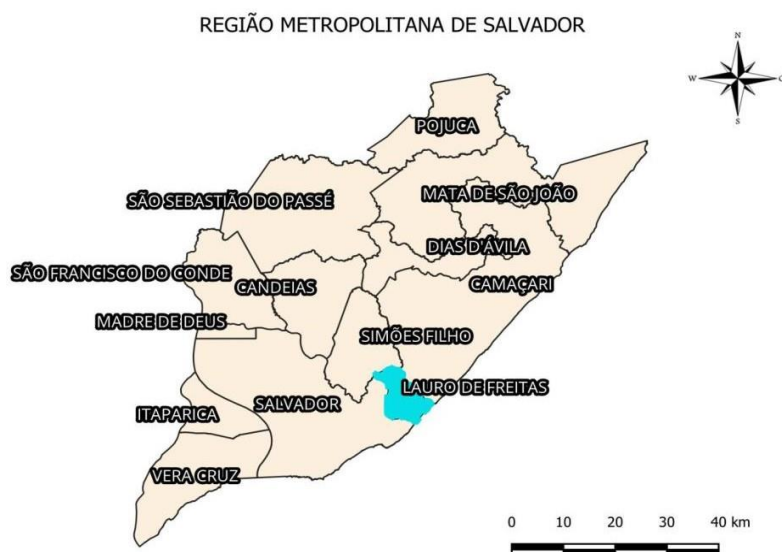 REGIÃO METROPOLITANA DE SALVADOR
N
W
O
S
POJUCA
SÃO SEBASTIÃO DO PASSÉ
MATA DE SÃO JOÃO
DIAS D'ÁVILA
SÃO FRANCISCO DO CONDE
CANDEIAS
CAMAÇARI
MADRE DE DEUS
SIMÕES FILHO
LAURO DE FREITAS
ITAPARICA
SALVADOR
VERA CRUZ
0 10 20 30 40 km